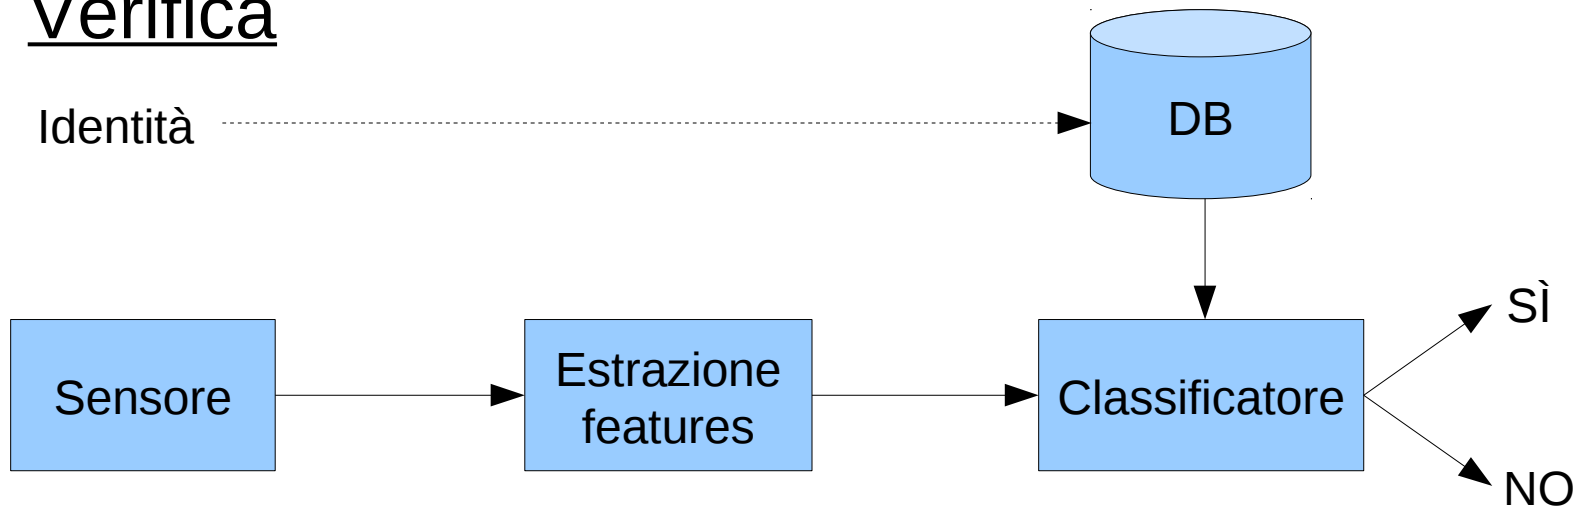 Verifica
Identità
DB
SÌ
Sensore
Estrazione
features
Classificatore
NO